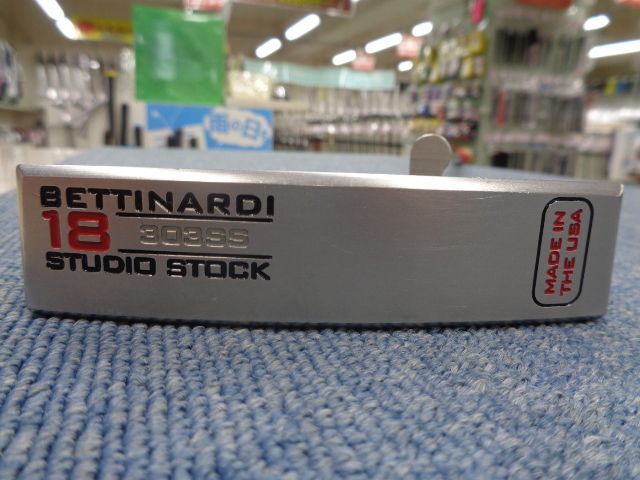 雨の日
BETTINARDI
18 303SS
STUDIO STOCK
MADE IN
THE USA